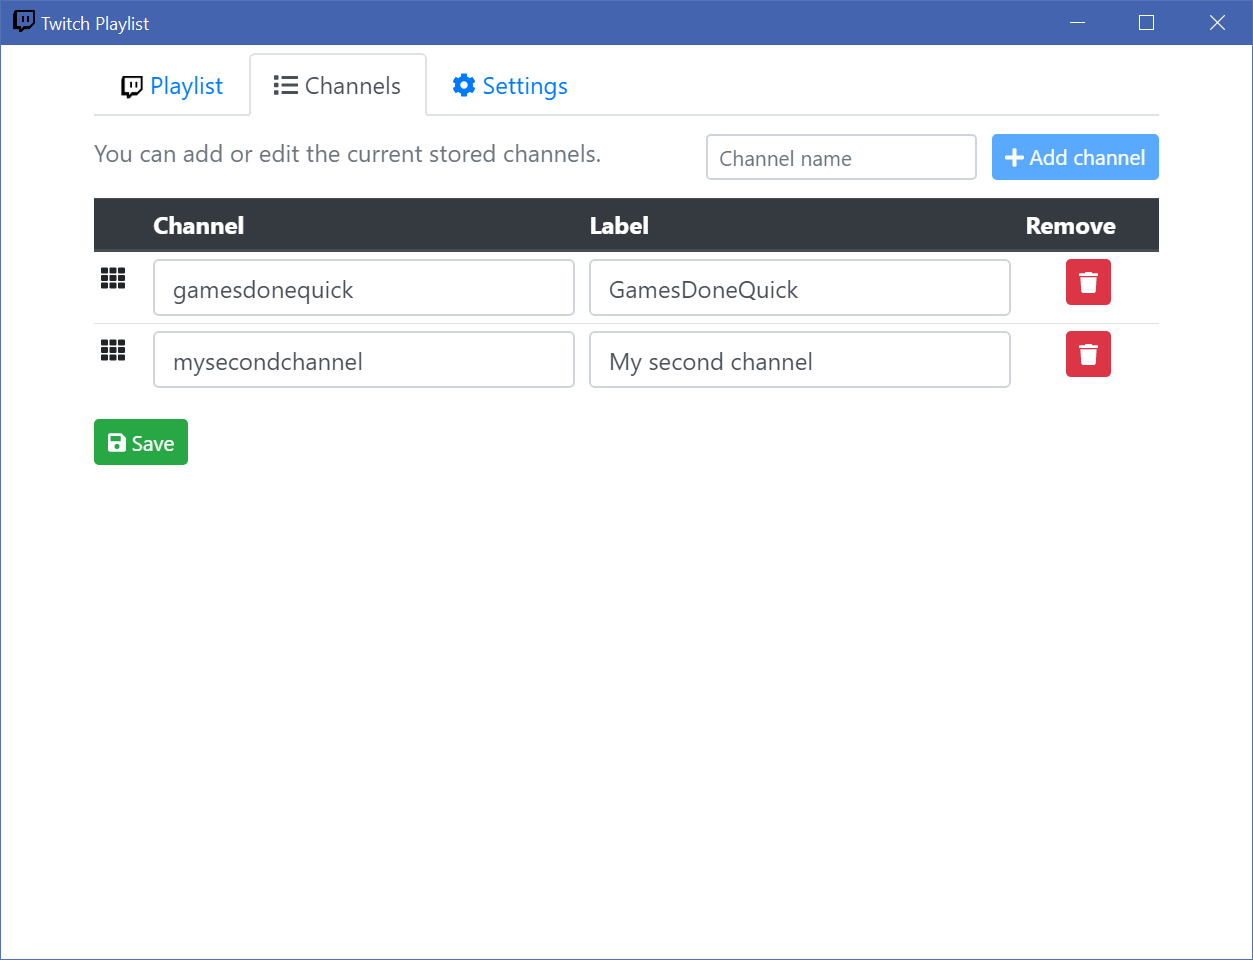 Twitch Playlist
Playlist Channels Settings
You can add or edit the current stored channels. Channel name Add channel
Channel Label Remove
gamesdonequick GamesDoneQuick
mysecondchannel My second channel
Save